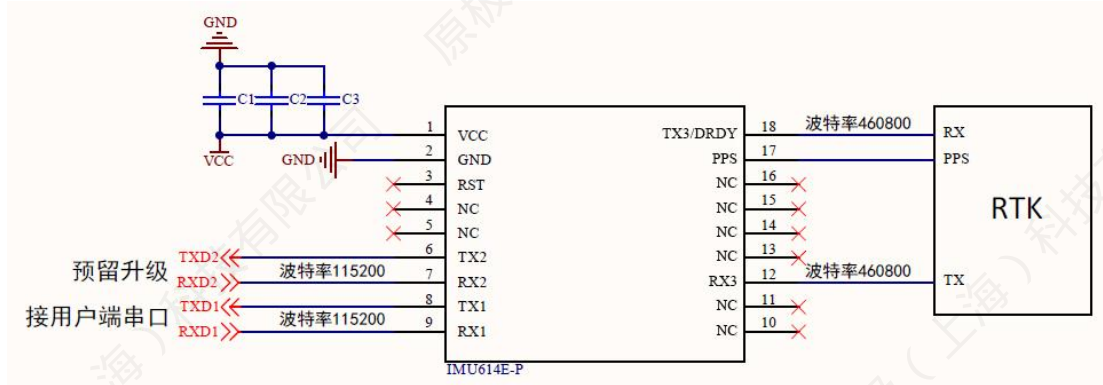 GND
C1 C2 C3
VCC
GND
1 VCC
2 GND
3 RST
4 NC
5 NC
6 TX2
7 RX2
8 TX1
9 RX1
TX3/DRDY 18
PPS 17
NC 16
NC 15
NC 14
NC 13
RX3 12
NC 11
NC 10
IMU614E-P
预留升级
接用户端串口
TXD2
RXD2
TXD1
RXD1
波特率115200
波特率115200
波特率460800
波特率460800
RX
PPS
RTK
TX